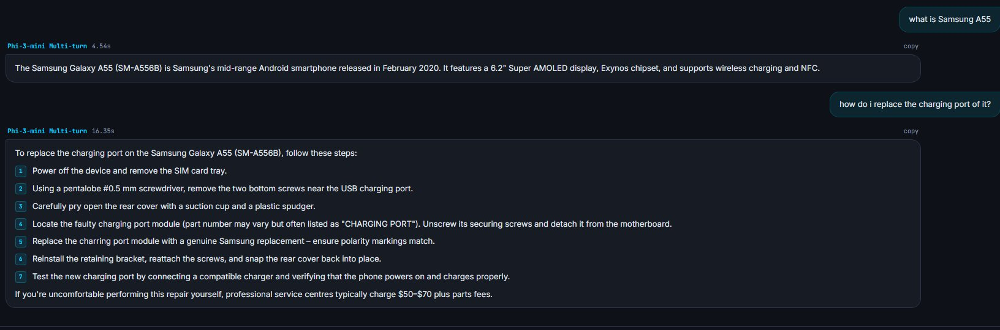 what is Samsung A55
Phi-3-mini Multi-turn 4.54s copy
The Samsung Galaxy A55 (SM-A556B) is Samsung's mid-range Android smartphone released in February 2020. It features a 6.2" Super AMOLED display, Exynos chipset, and supports wireless charging and NFC.
how do i replace the charging port of it?
Phi-3-mini Multi-turn 16.35s copy
To replace the charging port on the Samsung Galaxy A55 (SM-A556B), follow these steps:
1 Power off the device and remove the SIM card tray.
2 Using a pentalobe #0.5 mm screwdriver, remove the two bottom screws near the USB charging port.
3 Carefully pry open the rear cover with a suction cup and a plastic spudger.
4 Locate the faulty charging port module (part number may vary but often listed as "CHARGING PORT"). Unscrew its securing screws and detach it from the motherboard.
5 Replace the charring port module with a genuine Samsung replacement – ensure polarity markings match.
6 Reinstall the retaining bracket, reattach the screws, and snap the rear cover back into place.
7 Test the new charging port by connecting a compatible charger and verifying that the phone powers on and charges properly.
If you're uncomfortable performing this repair yourself, professional service centres typically charge $50–$70 plus parts fees.